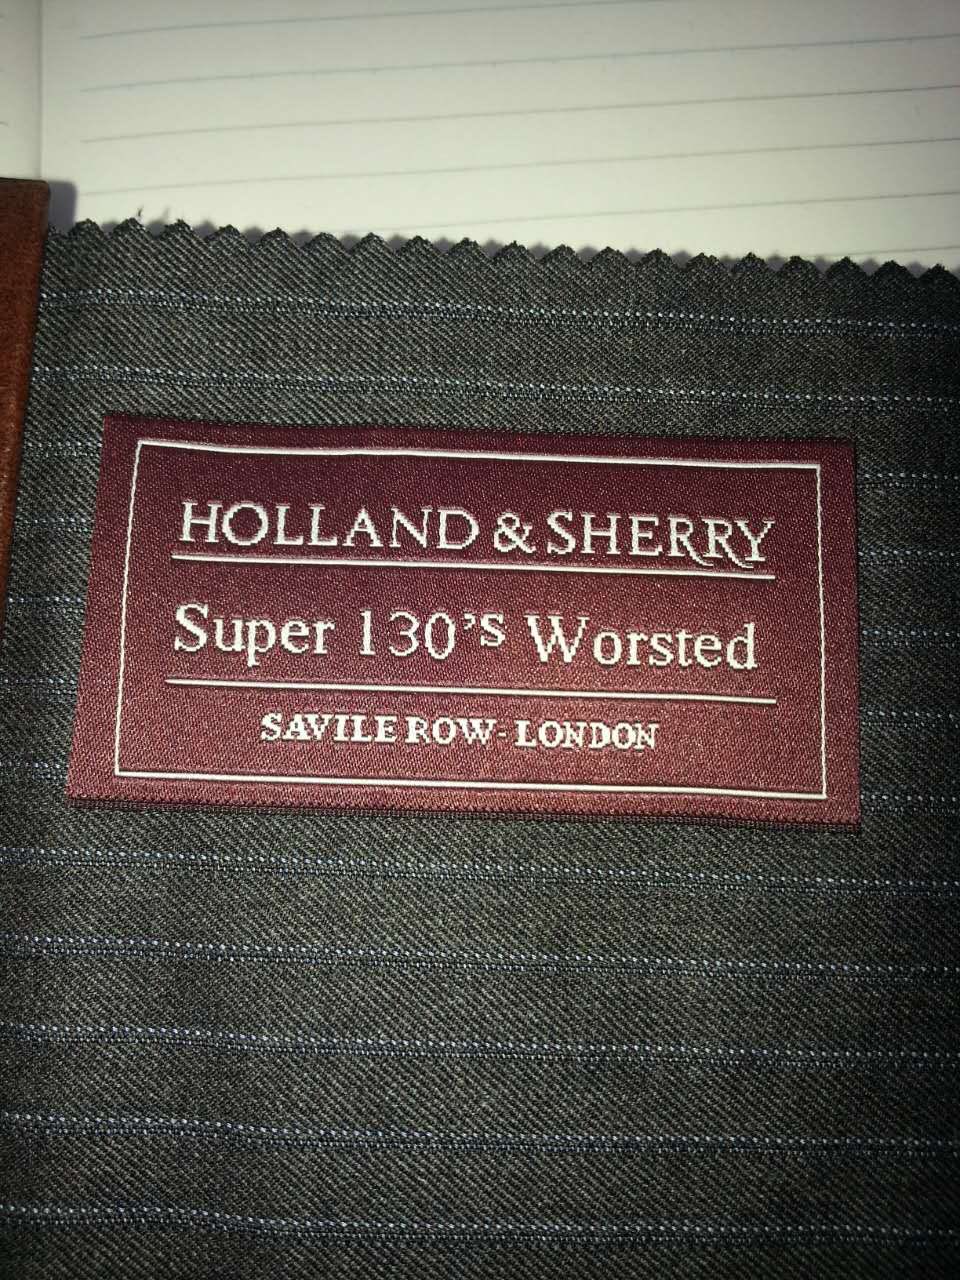 HOLLAND & SHERRY
Super 130's Worsted
SAVILE ROW - LONDON